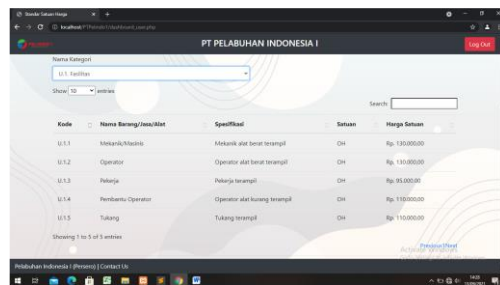 Standar Satuan Harga
localhost/PTPelindo1/dashboard_user.php
PT PELABUHAN INDONESIA I
Log Out
Nama Kategori
U.1. Fasilitas
Show 10 entries
Search:
Kode Nama Barang/Jasa/Alat Spesifikasi Satuan Harga Satuan
U.1.1 Mekanik/Masinis Mekanik alat berat terampil OH Rp. 130.000,00
U.1.2 Operator Operator alat berat terampil OH Rp. 130.000,00
U.1.3 Pekerja Pekerja terampil OH Rp. 95.000,00
U.1.4 Pembantu Operator Operator alat kurang terampil OH Rp. 110.000,00
U.1.5 Tukang Tukang terampil OH Rp. 110.000,00
Showing 1 to 5 of 5 entries
Previous 1 Next
Activate Windows
Pelabuhan Indonesia I (Persero) | Contact Us